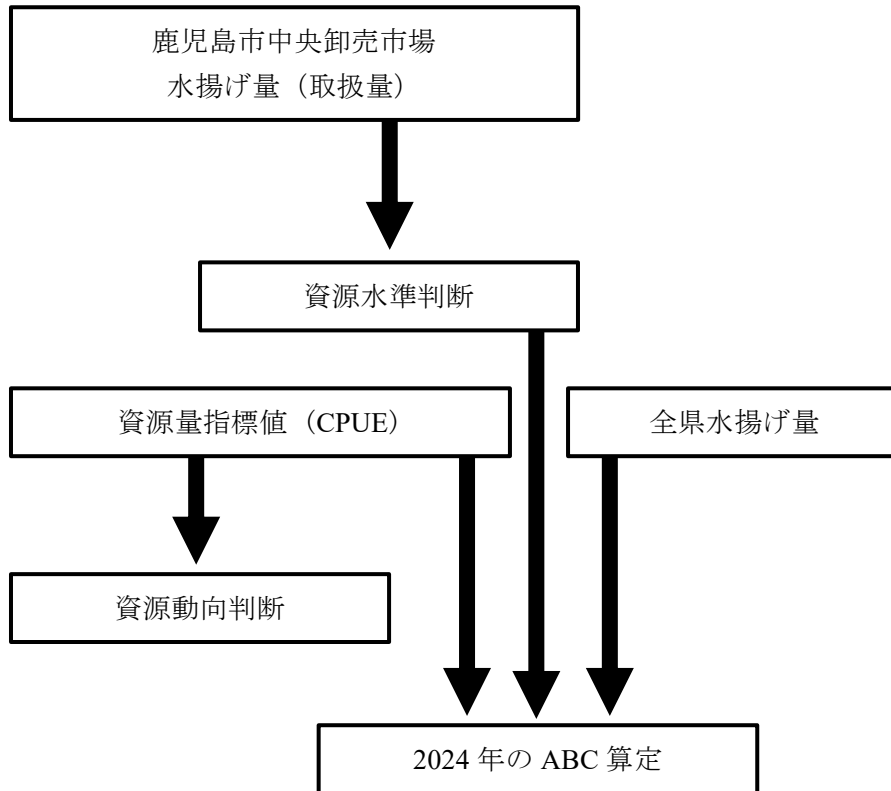 鹿児島市中央卸売市場
水揚げ量（取扱量）
資源水準判断
資源量指標値（CPUE）
全県水揚げ量
資源動向判断
2024 年の ABC 算定